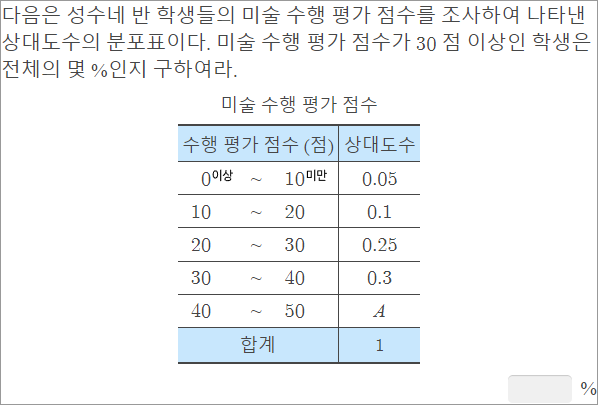 다음은 성수네 반 학생들의 미술 수행 평가 점수를 조사하여 나타낸
상대도수의 분포표이다. 미술 수행 평가 점수가 30 점 이상인 학생은
전체의 몇 %인지 구하여라.
미술 수행 평가 점수
수행 평가 점수 (점) 상대도수
0이상 ~ 10미만 0.05
10 ~ 20 0.1
20 ~ 30 0.25
30 ~ 40 0.3
40 ~ 50 A
합계 1
%